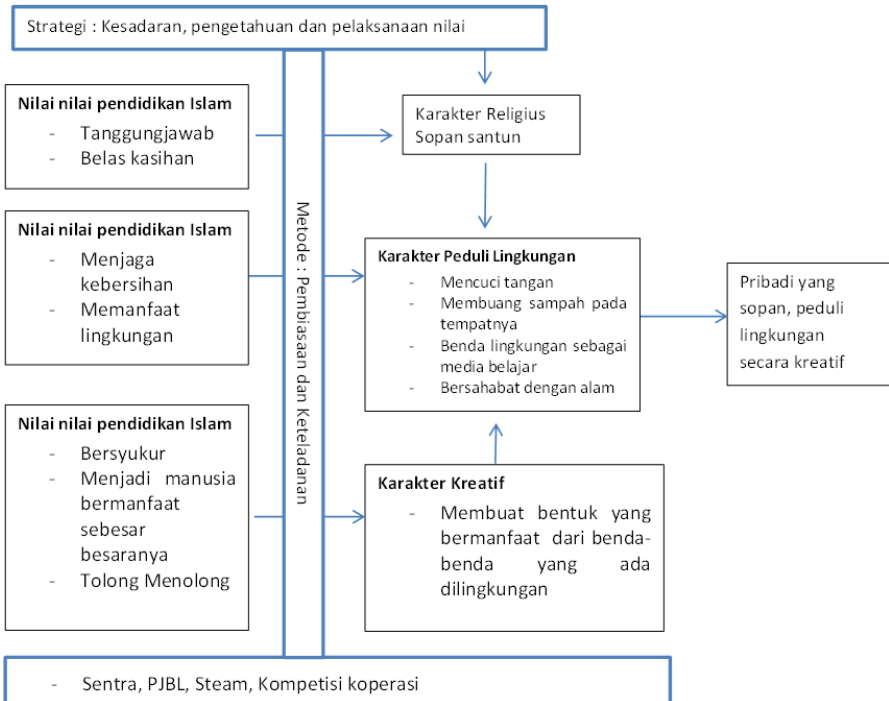 Strategi : Kesadaran, pengetahuan dan pelaksanaan nilai
Nilai nilai pendidikan Islam
- Tanggungjawab
- Belas kasihan
Karakter Religius
Sopan santun
Metode : Pembiasaan dan Keteladanan
Nilai nilai pendidikan Islam
- Menjaga
kebersihan
- Memanfaat
lingkungan
Karakter Peduli Lingkungan
- Mencuci tangan
- Membuang sampah pada
tempatnya
- Benda lingkungan sebagai
media belajar
- Bersahabat dengan alam
Pribadi yang
sopan, peduli
lingkungan
secara kreatif
Nilai nilai pendidikan Islam
- Bersyukur
- Menjadi manusia
bermanfaat
sebesar
besaranya
- Tolong Menolong
Karakter Kreatif
- Membuat bentuk yang
bermanfaat dari benda-
benda yang ada
dilingkungan
- Sentra, PJBL, Steam, Kompetisi koperasi